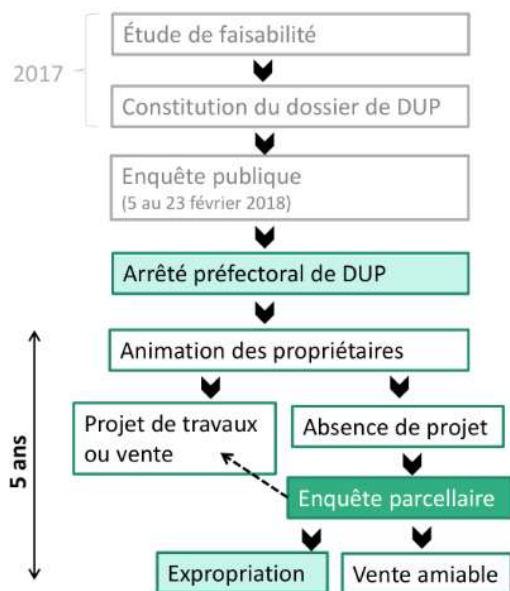 Étude de faisabilité
2017
Constitution du dossier de DUP
Enquête publique
(5 au 23 février 2018)
Arrêté préfectoral de DUP
Animation des propriétaires
Projet de travaux
ou vente
Absence de projet
5 ans
Enquête parcellaire
Expropriation
Vente amiable